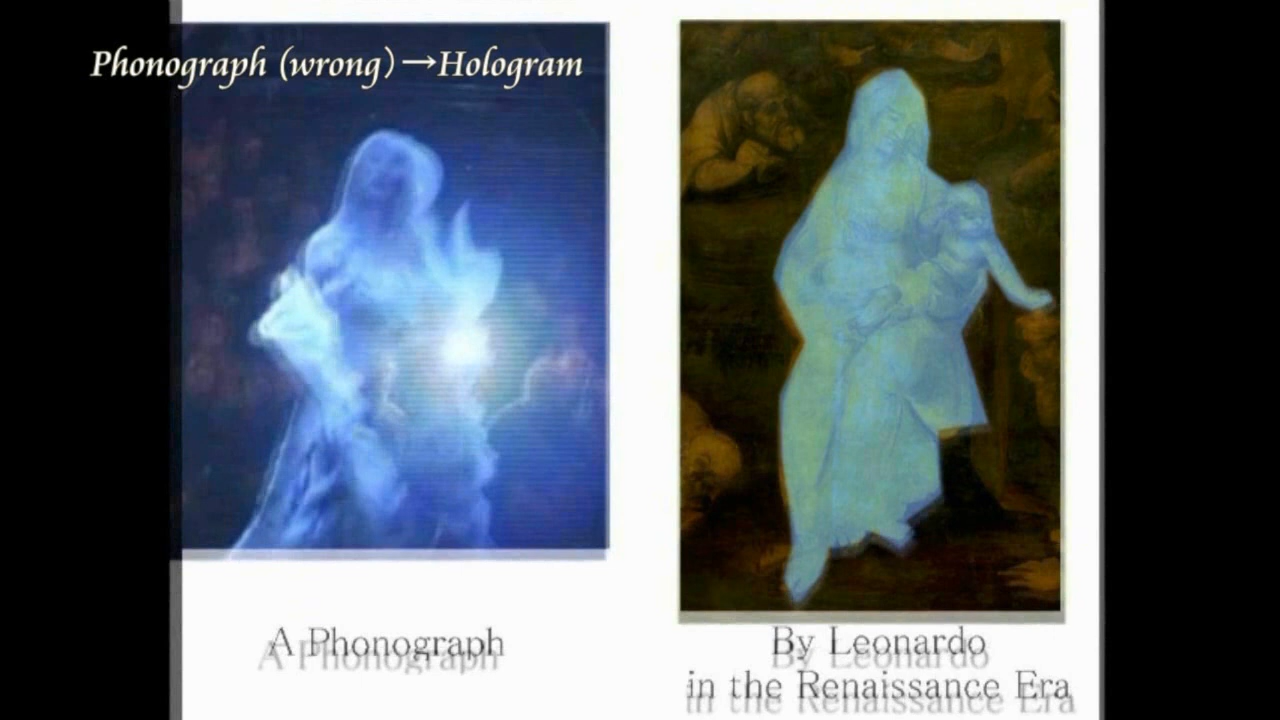 Phonograph (wrong)→Hologram
A Phonograph
By Leonardo
in the Renaissance Era